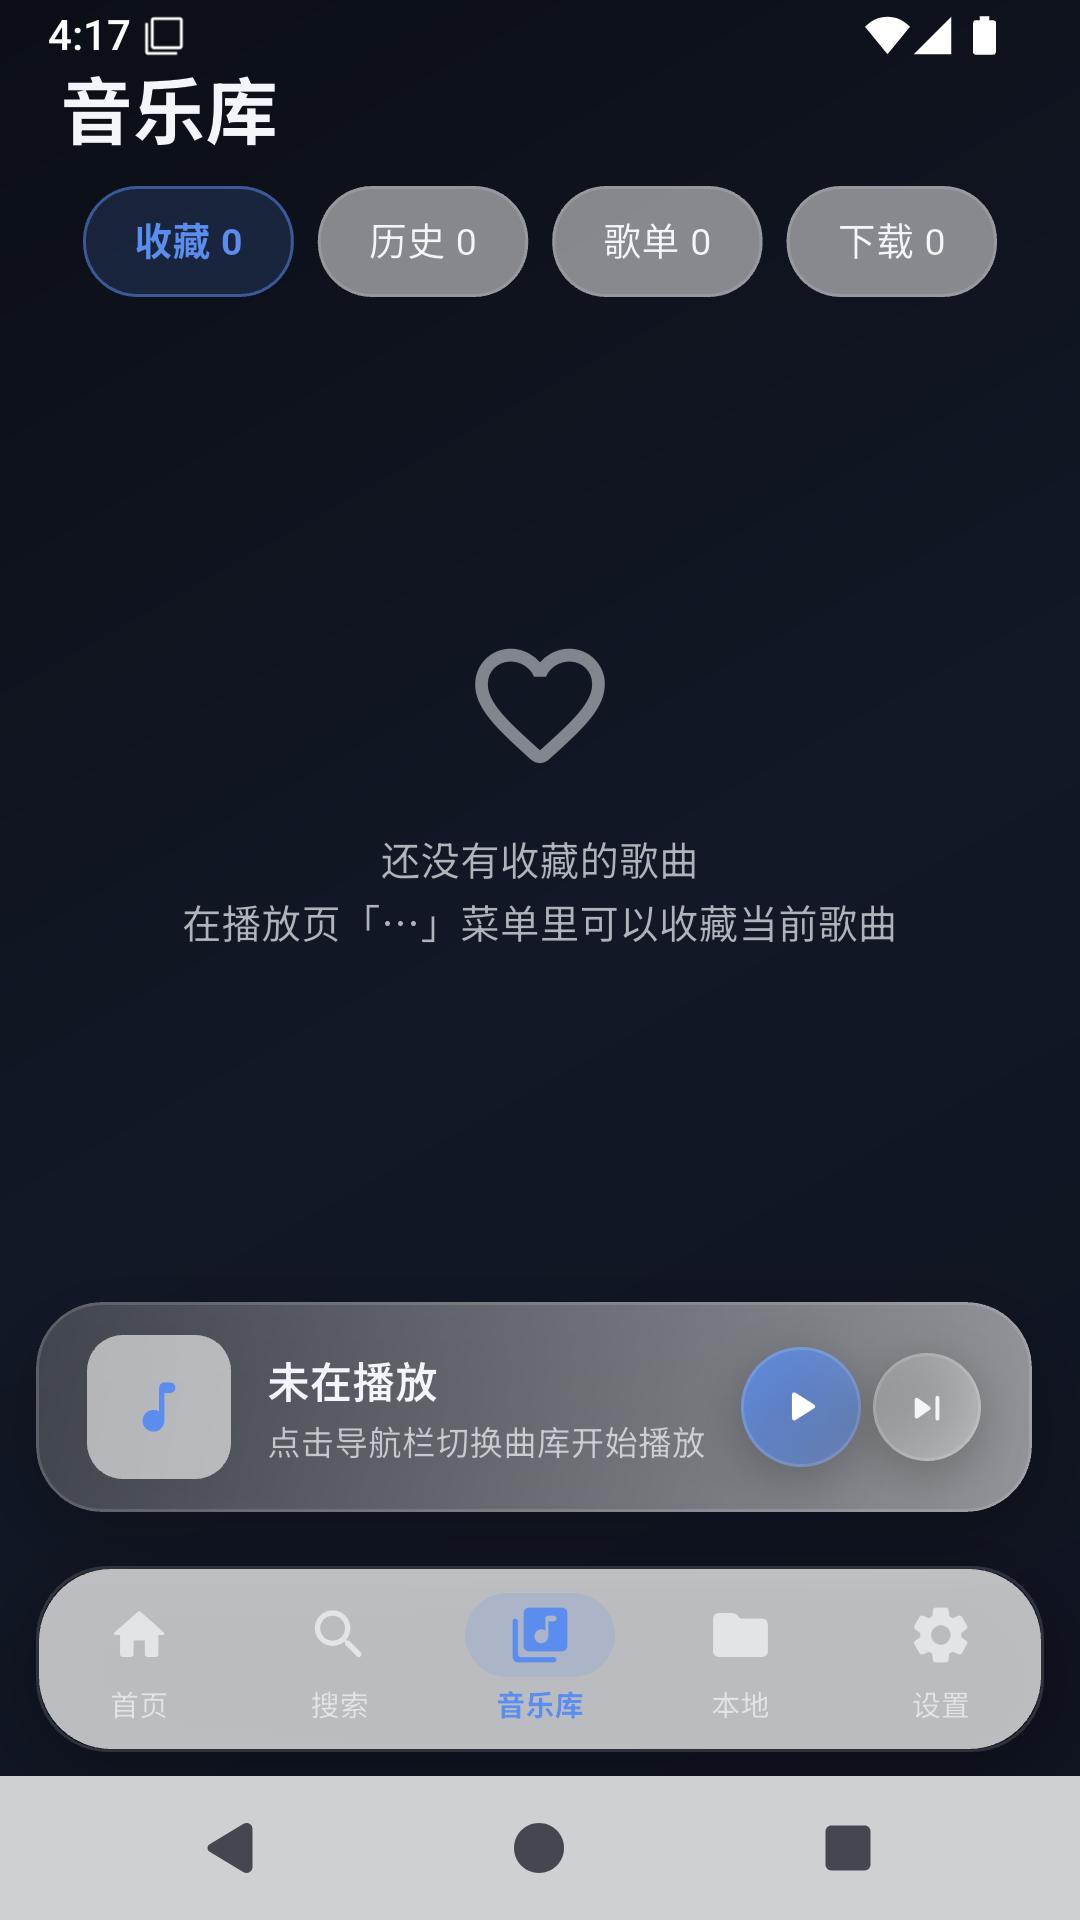 4:17
音乐库
收藏 0
历史 0
歌单 0
下载 0
还没有收藏的歌曲
在播放页「···」菜单里可以收藏当前歌曲
未在播放
点击导航栏切换曲库开始播放
首页
搜索
音乐库
本地
设置